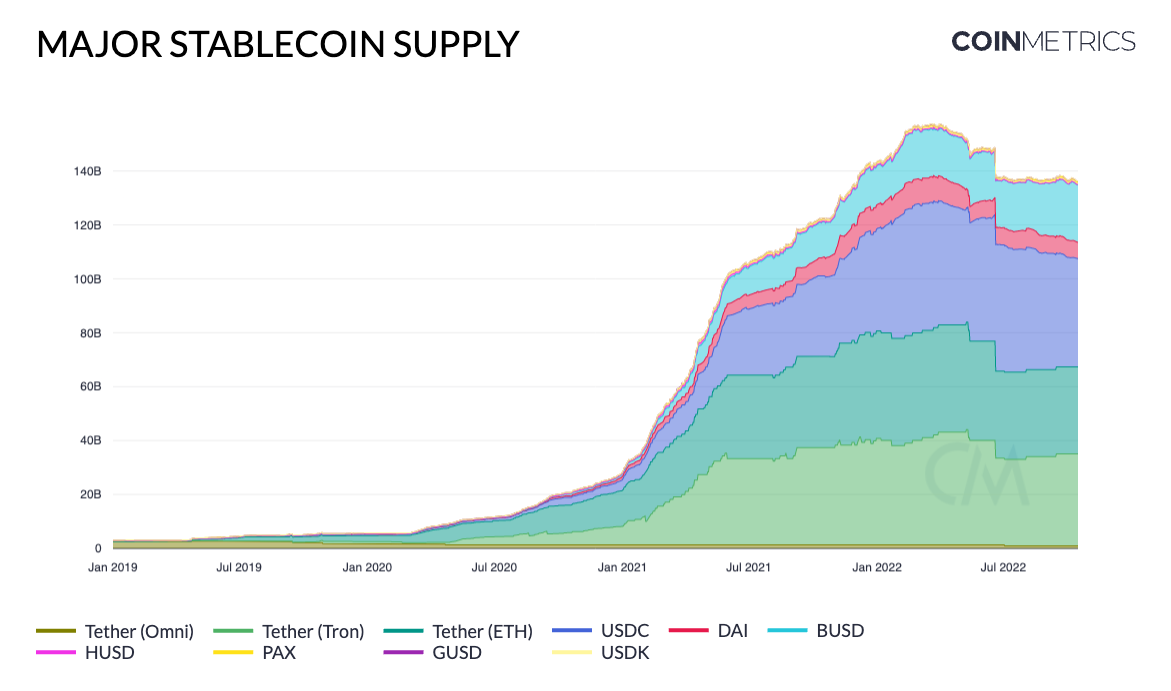 MAJOR STABLECOIN SUPPLY
COINMETRICS
140B
120B
100B
80B
60B
40B
20B
0
CM
Jan 2019 Jul 2019 Jan 2020 Jul 2020 Jan 2021 Jul 2021 Jan 2022 Jul 2022
Tether (Omni) Tether (Tron) Tether (ETH) USDC DAI BUSD
HUSD PAX GUSD USDK